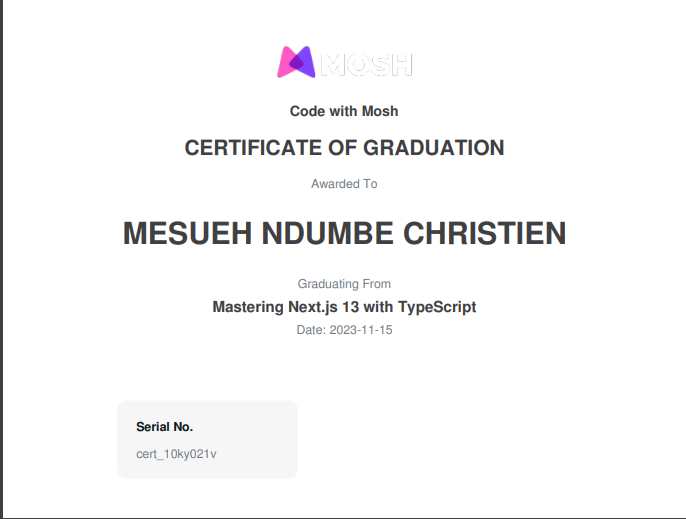 MOSH
Code with Mosh
CERTIFICATE OF GRADUATION
Awarded To
MESUEH NDUMBE CHRISTIEN
Graduating From
Mastering Next.js 13 with TypeScript
Date: 2023-11-15
Serial No.
cert_10ky021v